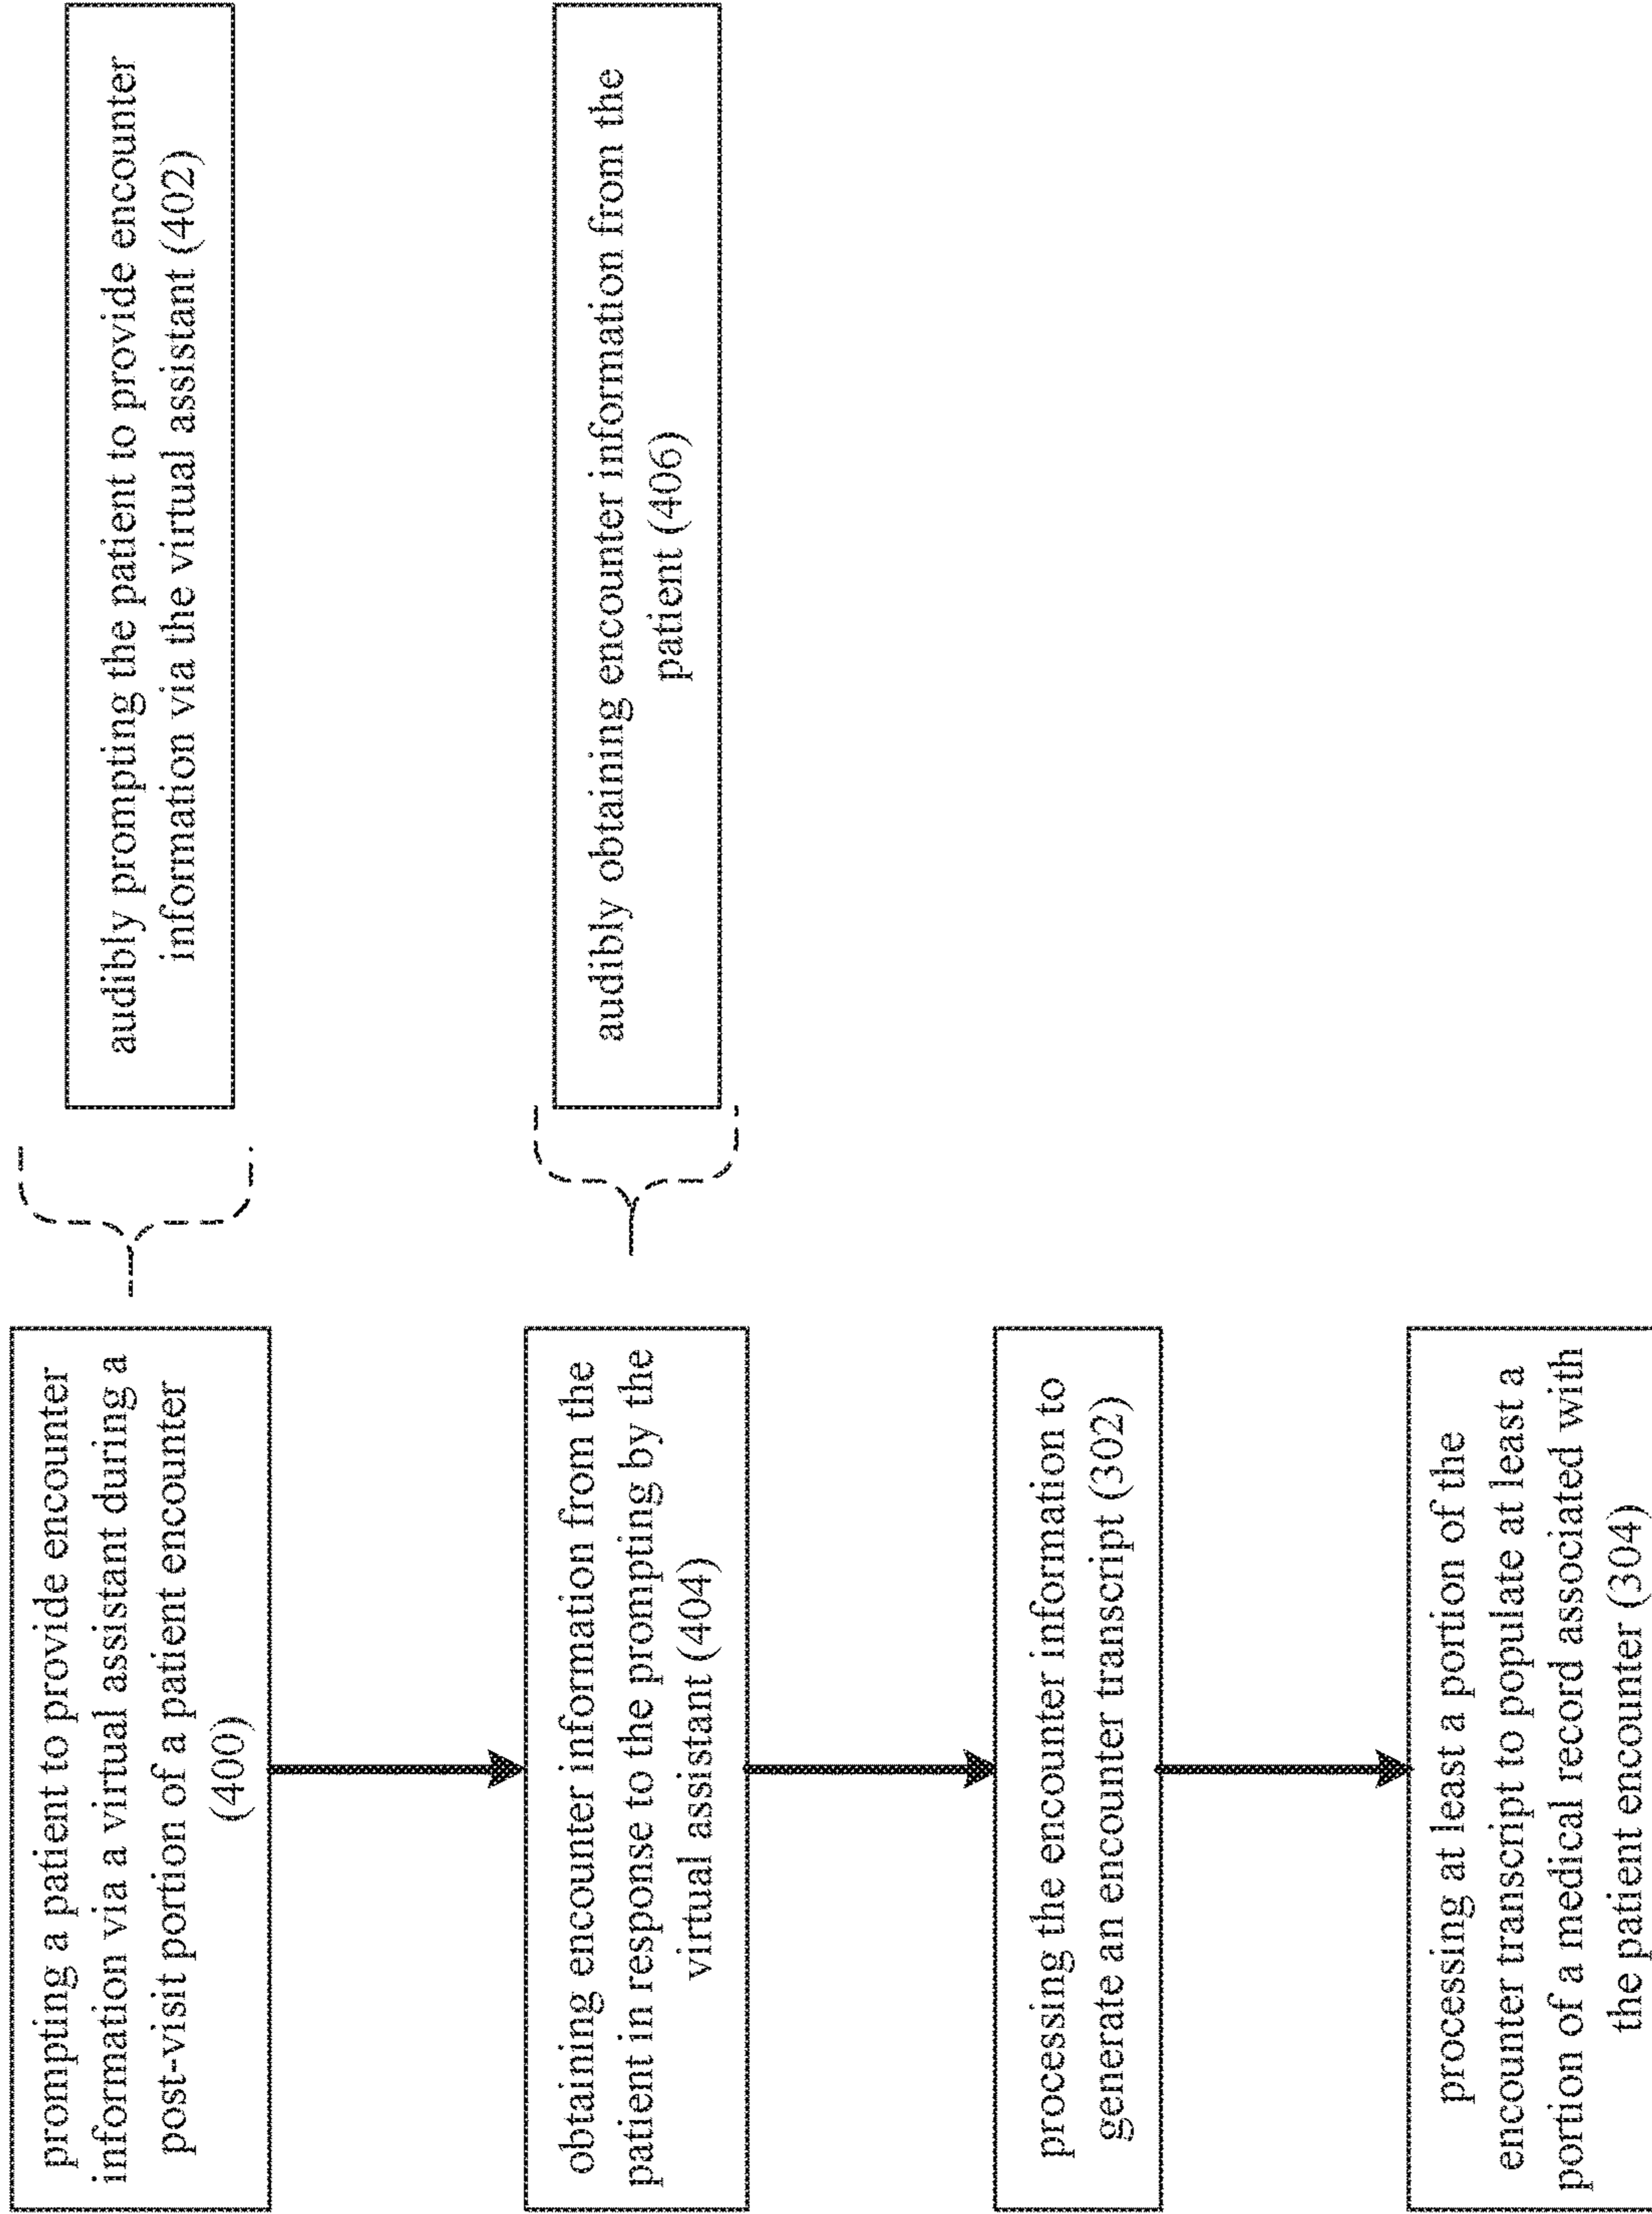 prompting a patient to provide encounter
information via a virtual assistant during a
post-visit portion of a patient encounter
(400)
audibly prompting the patient to provide encounter
information via the virtual assistant (402)
obtaining encounter information from the
patient in response to the prompting by the
virtual assistant (404)
audibly obtaining encounter information from the
patient (406)
processing the encounter information to
generate an encounter transcript (302)
processing at least a portion of the
encounter transcript to populate at least a
portion of a medical record associated with
the patient encounter (304)